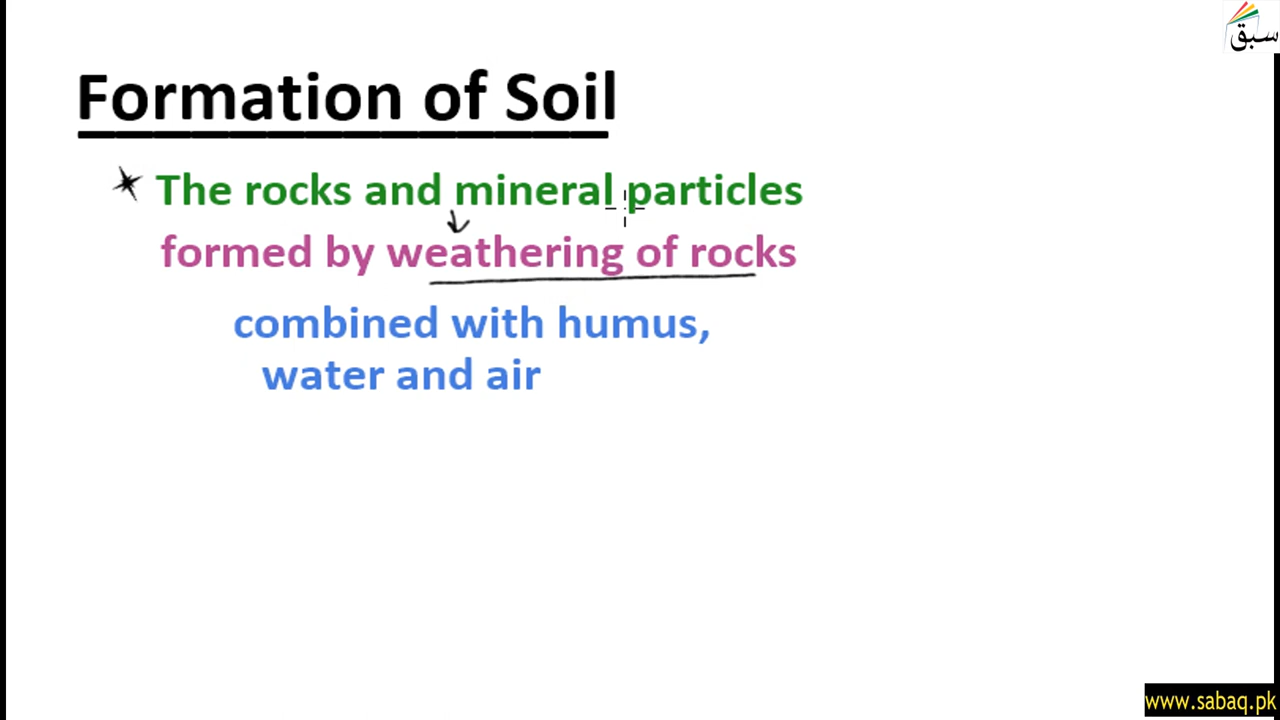 سبق
Formation of Soil
The rocks and mineral particles
formed by weathering of rocks
combined with humus,
water and air
www.sabaq.pk